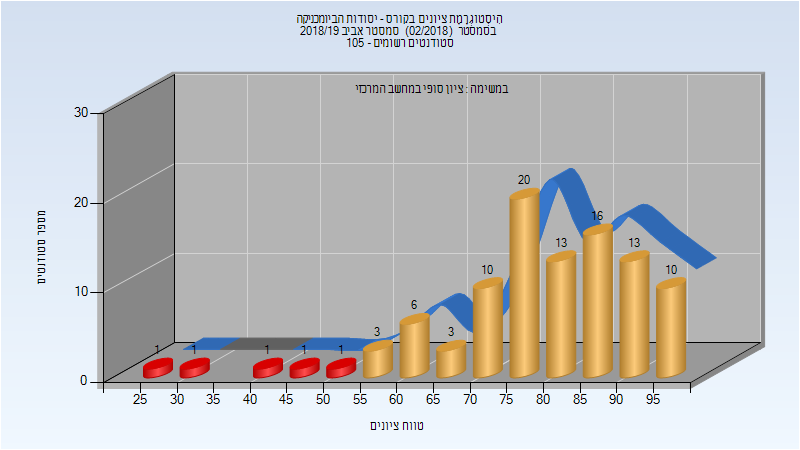 היסטוגרמת ציונים בקורס - יסודות הביומכניקה
בסמסטר (02/2018) סמסטר אביב 2018/19
סטודנטים רשומים - 105
במשימה : ציון סופי במחשב המרכזי
מספר סטודנטים
30
20
10
0
1 1 1 1 1 3 6 3 10 20 13 16 13 10
25 30 35 40 45 50 55 60 65 70 75 80 85 90 95
טווח ציונים